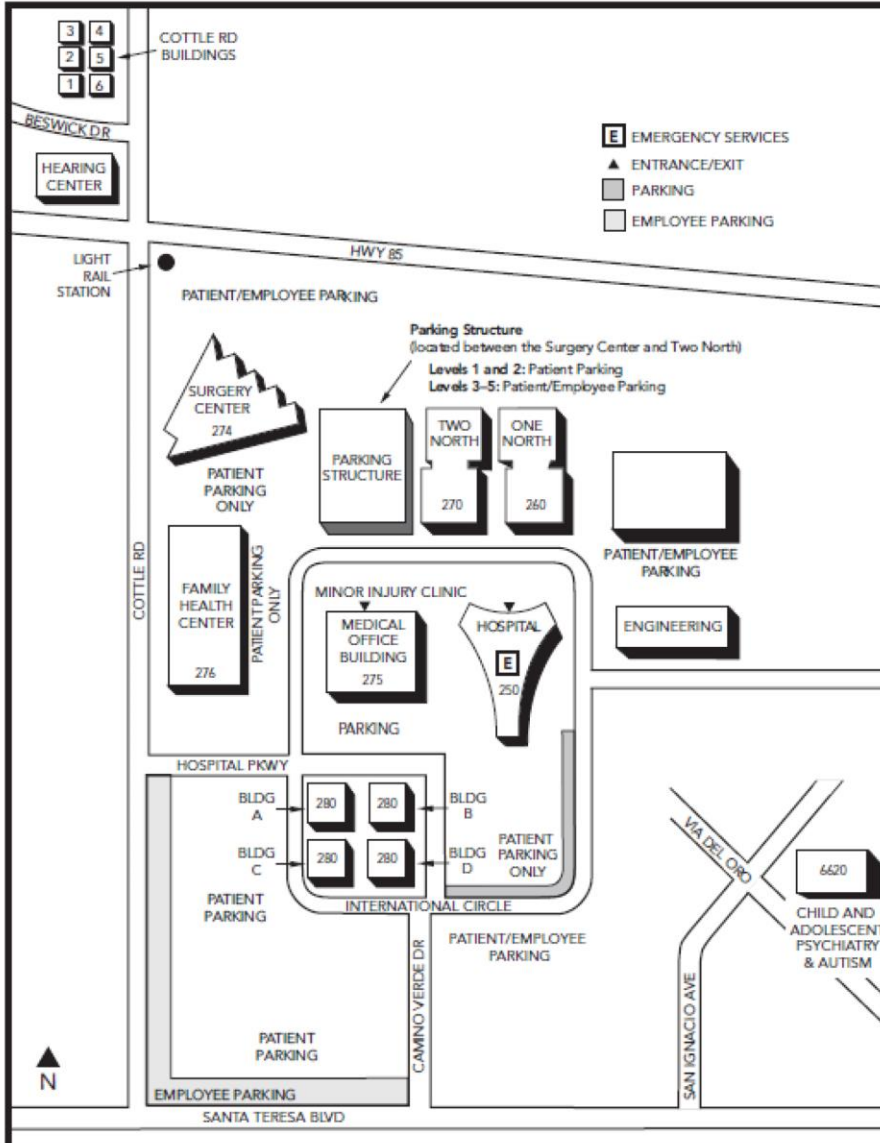 3 4
2 5
1 6
COTTLE RD
BUILDINGS
BESWICK DR
HEARING
CENTER
E EMERGENCY SERVICES
▲ ENTRANCE/EXIT
PARKING
EMPLOYEE PARKING
HWY 85
LIGHT
RAIL
STATION
PATIENT/EMPLOYEE PARKING
Parking Structure
(located between the Surgery Center and Two North)
Levels 1 and 2: Patient Parking
Levels 3–5: Patient/Employee Parking
SURGERY
CENTER
274
PATIENT
PARKING
ONLY
PARKING
STRUCTURE
TWO
NORTH
270
ONE
NORTH
260
PATIENT/EMPLOYEE
PARKING
COTTLE RD
FAMILY
HEALTH
CENTER
276
PATIENT PARKING
ONLY
MINOR INJURY CLINIC
MEDICAL
OFFICE
BUILDING
275
HOSPITAL
E
250
ENGINEERING
PARKING
HOSPITAL PKWY
BLDG
A
280
280
BLDG
B
BLDG
C
280
280
BLDG
D
PATIENT
PARKING
ONLY
PATIENT
PARKING
INTERNATIONAL CIRCLE
PATIENT/EMPLOYEE
PARKING
VIA DEL ORO
6620
CHILD AND
ADOLESCENT
PSYCHIATRY
& AUTISM
CAMINO VERDE DR
SAN IGNACIO AVE
PATIENT
PARKING
N
EMPLOYEE PARKING
SANTA TERESA BLVD